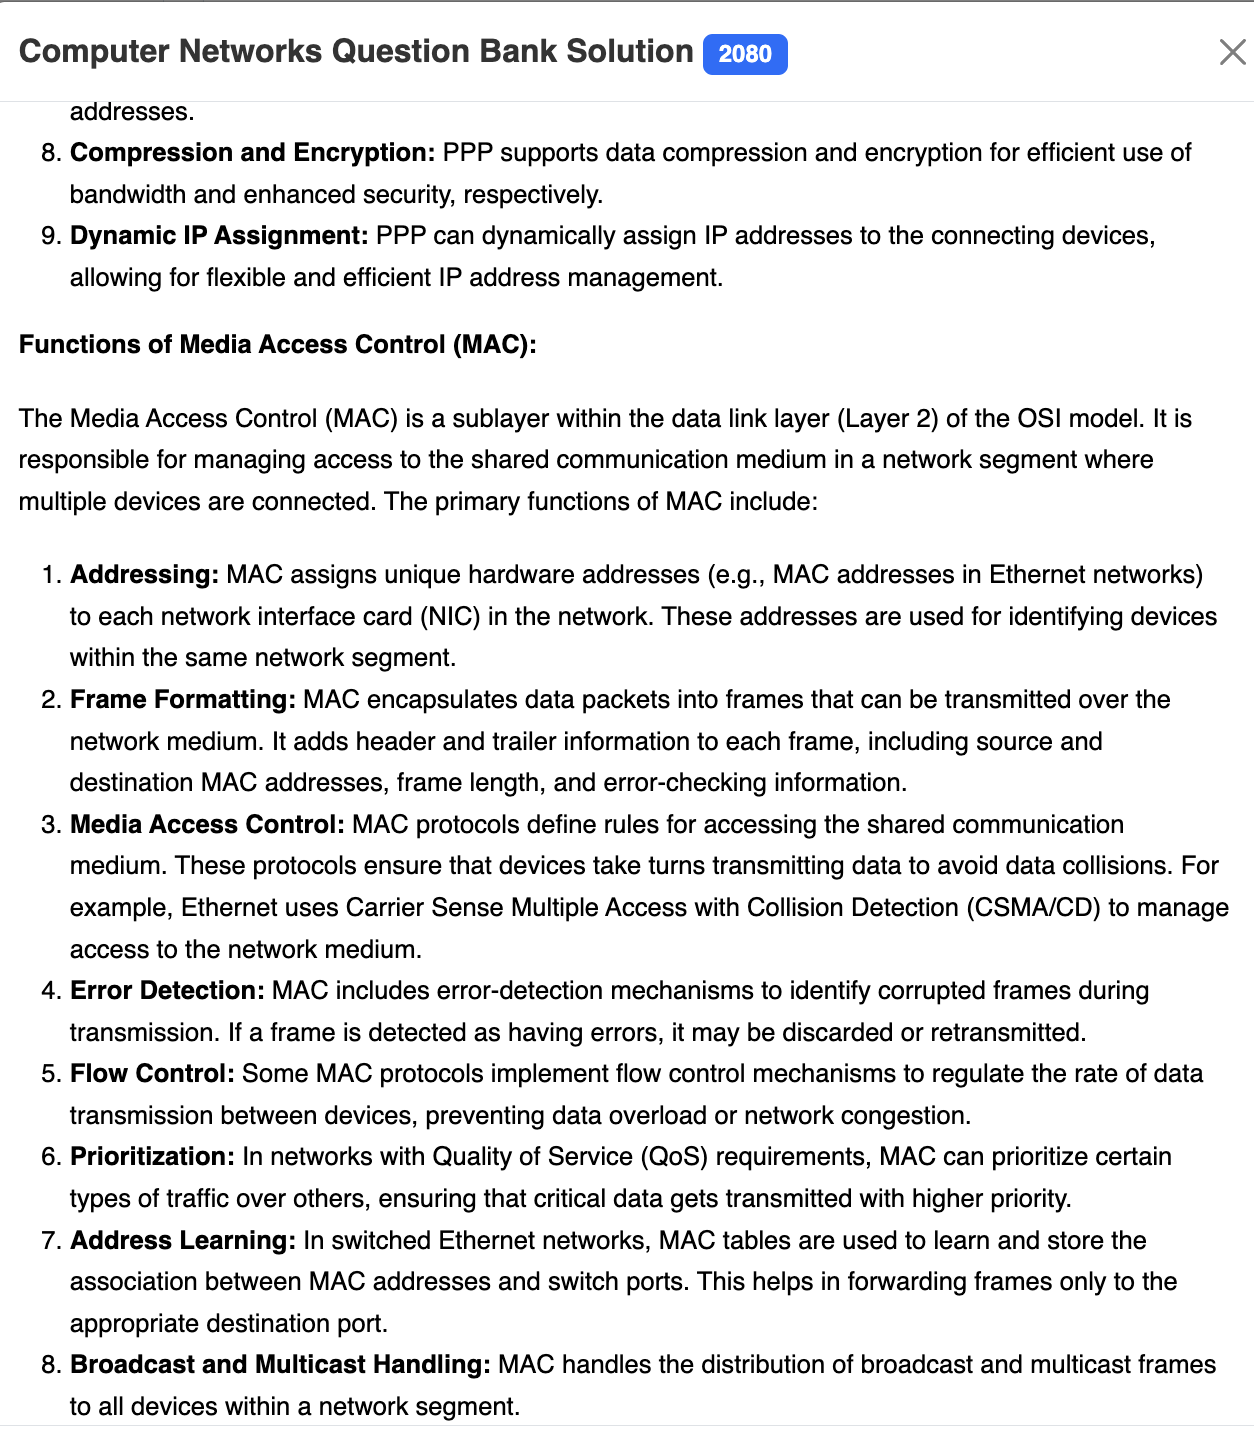 Computer Networks Question Bank Solution 2080
addresses.
8. Compression and Encryption: PPP supports data compression and encryption for efficient use of
bandwidth and enhanced security, respectively.
9. Dynamic IP Assignment: PPP can dynamically assign IP addresses to the connecting devices,
allowing for flexible and efficient IP address management.
Functions of Media Access Control (MAC):
The Media Access Control (MAC) is a sublayer within the data link layer (Layer 2) of the OSI model. It is
responsible for managing access to the shared communication medium in a network segment where
multiple devices are connected. The primary functions of MAC include:
1. Addressing: MAC assigns unique hardware addresses (e.g., MAC addresses in Ethernet networks)
to each network interface card (NIC) in the network. These addresses are used for identifying devices
within the same network segment.
2. Frame Formatting: MAC encapsulates data packets into frames that can be transmitted over the
network medium. It adds header and trailer information to each frame, including source and
destination MAC addresses, frame length, and error-checking information.
3. Media Access Control: MAC protocols define rules for accessing the shared communication
medium. These protocols ensure that devices take turns transmitting data to avoid data collisions. For
example, Ethernet uses Carrier Sense Multiple Access with Collision Detection (CSMA/CD) to manage
access to the network medium.
4. Error Detection: MAC includes error-detection mechanisms to identify corrupted frames during
transmission. If a frame is detected as having errors, it may be discarded or retransmitted.
5. Flow Control: Some MAC protocols implement flow control mechanisms to regulate the rate of data
transmission between devices, preventing data overload or network congestion.
6. Prioritization: In networks with Quality of Service (QoS) requirements, MAC can prioritize certain
types of traffic over others, ensuring that critical data gets transmitted with higher priority.
7. Address Learning: In switched Ethernet networks, MAC tables are used to learn and store the
association between MAC addresses and switch ports. This helps in forwarding frames only to the
appropriate destination port.
8. Broadcast and Multicast Handling: MAC handles the distribution of broadcast and multicast frames
to all devices within a network segment.